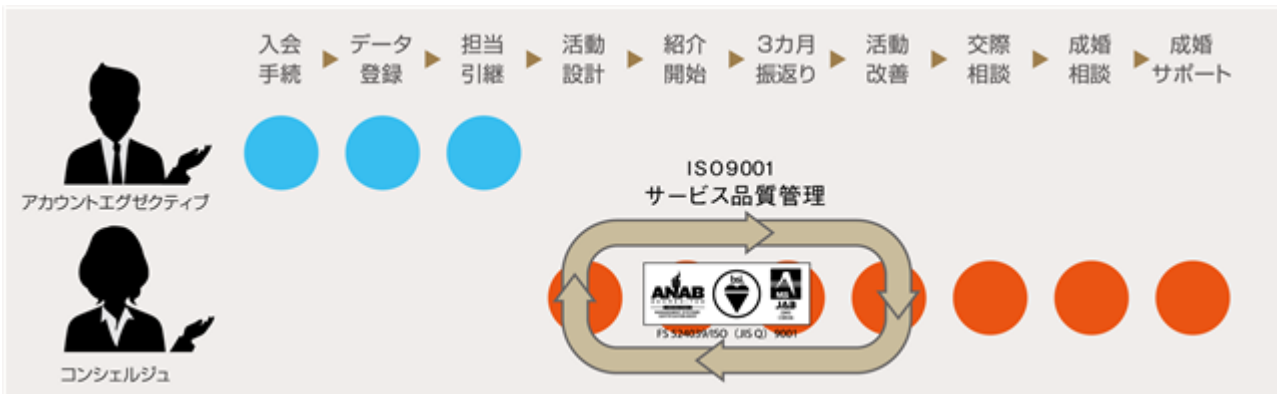 入会 ▶ データ ▶ 担当 ▶ 活動 ▶ 紹介 ▶ 3カ月 ▶ 活動 ▶ 交際 ▶ 成婚 ▶ 成婚
手続 登録 引継 設計 開始 振返り 改善 相談 相談 サポート
アカウントエグゼクティブ
ISO9001
サービス品質管理
ANAB
bsi.
JAB
FS 524039/ISO (JIS Q) 9001
コンシェルジュ